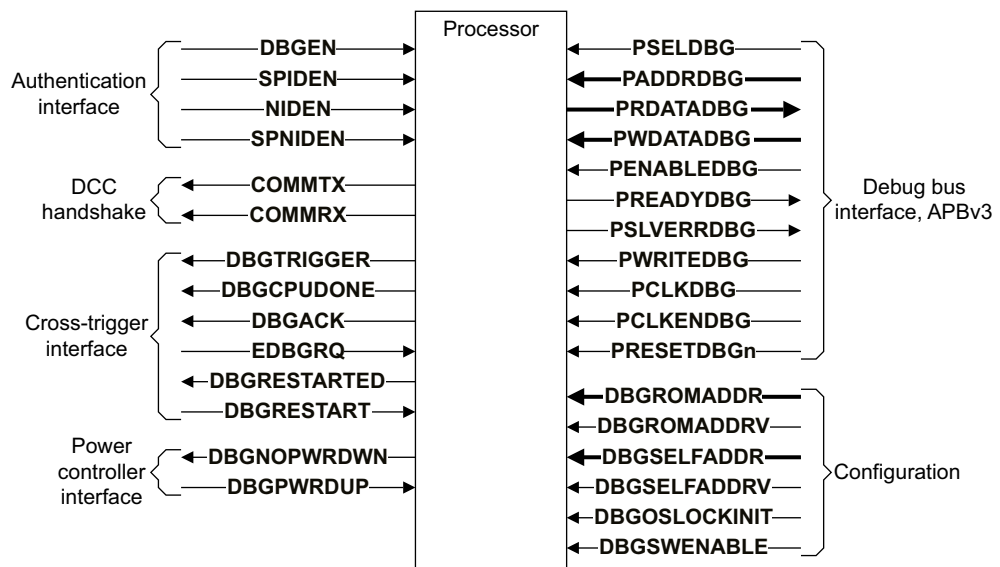 Processor
Authentication
interface
DBGEN
SPIDEN
NIDEN
SPNIDEN
DCC
handshake
COMMTX
COMMRX
Cross-trigger
interface
DBGTRIGGER
DBGCPUDONE
DBGACK
EDBGRQ
DBGRESTARTED
DBGRESTART
Power
controller
interface
DBGNOPWRDWN
DBGPWRDUP
PSELDBG
PADDRDBG
PRDATADBG
PWDATADBG
PENABLEDBG
PREADYDBG
PSLVERRDBG
PWRITEDBG
PCLKDBG
PCLKENDBG
PRESETDBGn
Debug bus
interface, APBv3
DBGROMADDR
DBGROMADDRV
DBGSELFADDR
DBGSELFADDRV
DBGOSLOCKINIT
DBGSWENABLE
Configuration